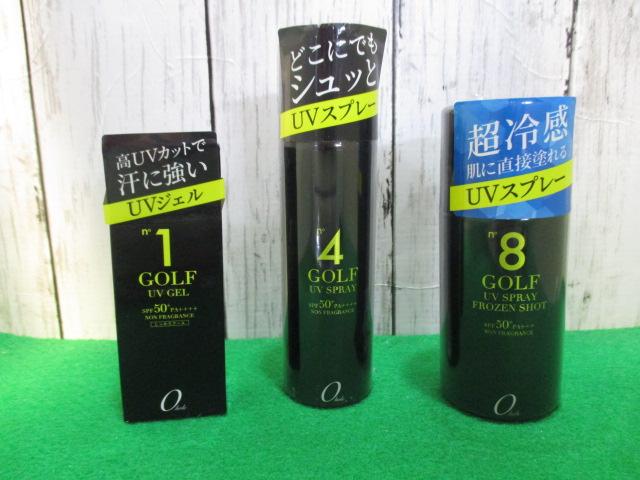 高UVカットで
汗に強い
UVジェル
n° 1
GOLF
UV GEL
SPF50+ PA++++
NON FRAGRANCE
どこにでも
シュッと
UVスプレー
n° 4
GOLF
UV SPRAY
SPF50+ PA++++
NON FRAGRANCE
超冷感
肌に直接塗れる
UVスプレー
n° 8
GOLF
UV SPRAY
FROZEN SHOT
SPF50+ PA+++
NON FRAGRANCE